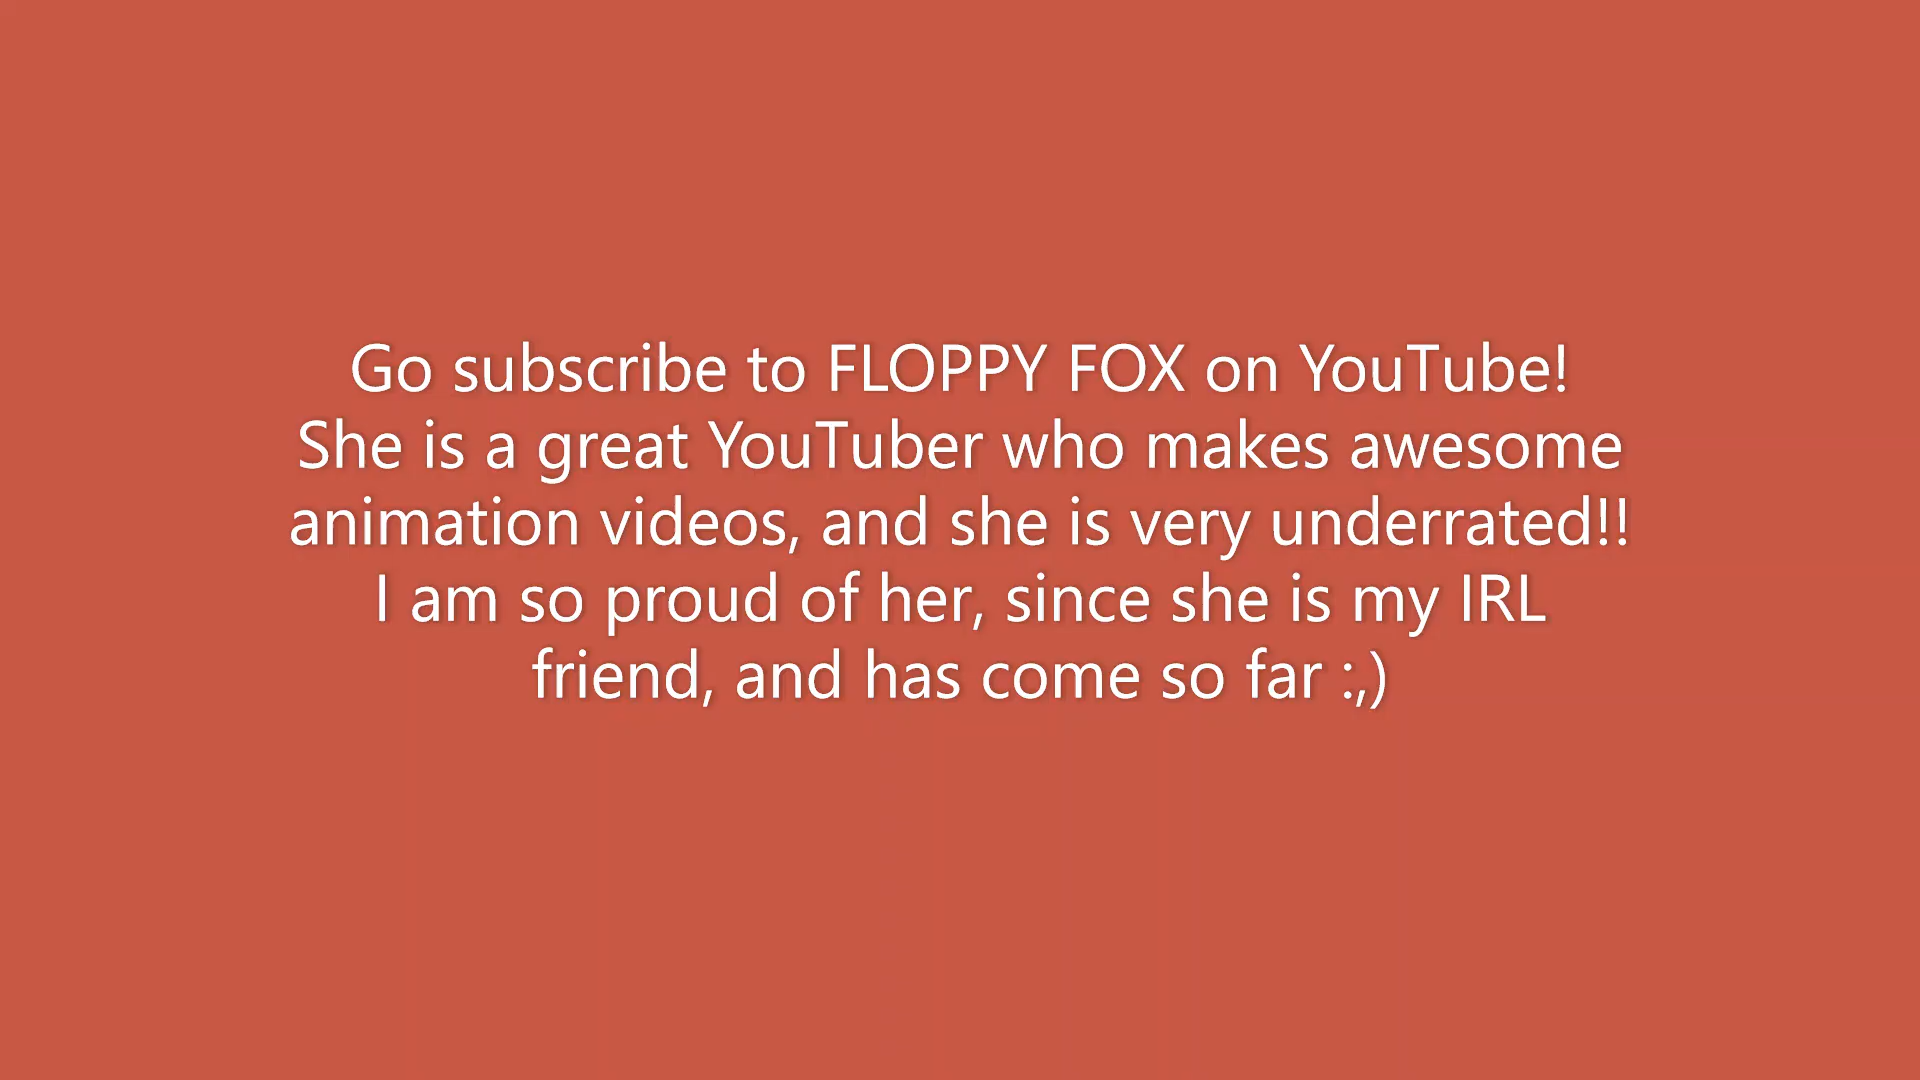 Go subscribe to FLOPPY FOX on YouTube!
She is a great YouTuber who makes awesome
animation videos, and she is very underrated!!
I am so proud of her, since she is my IRL
friend, and has come so far :,)